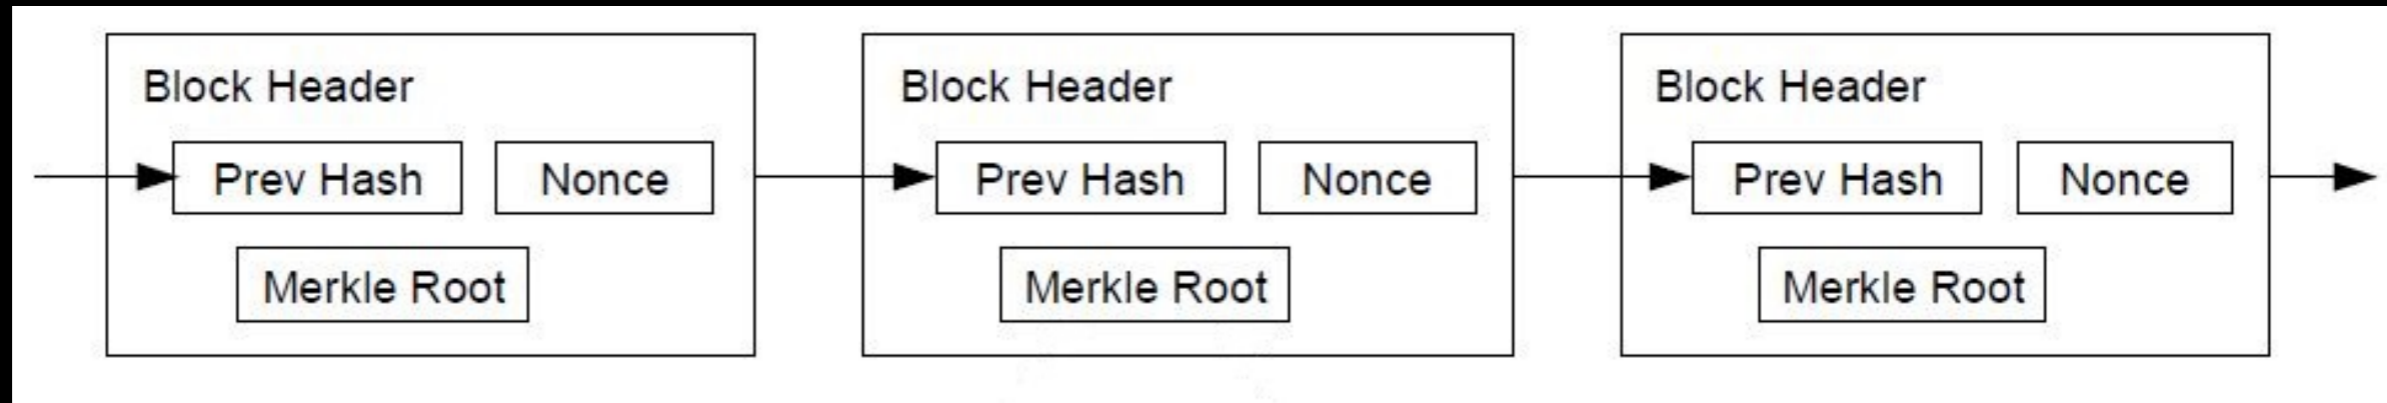 Block Header
Prev Hash
Nonce
Merkle Root
Block Header
Prev Hash
Nonce
Merkle Root
Block Header
Prev Hash
Nonce
Merkle Root